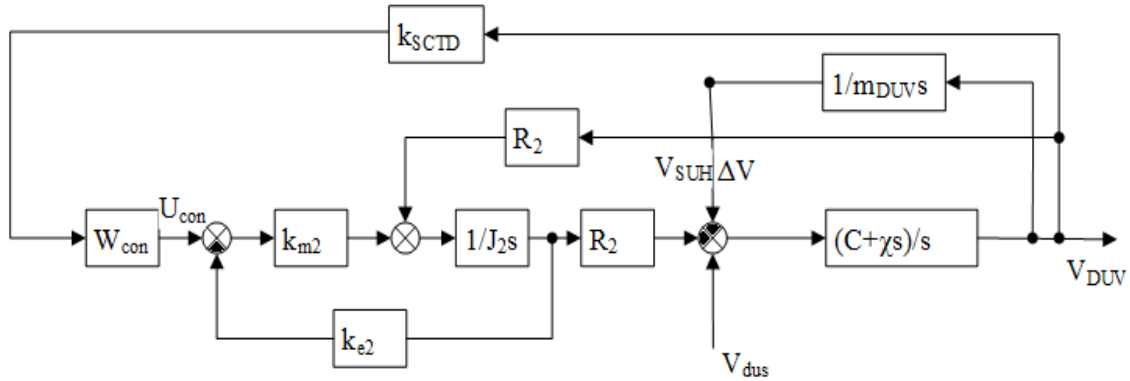 kSCTD
1/mDUVs
R2
VSUH ΔV
Ucon
Wcon
km2
1/J2s
R2
(C+χs)/s
VDUV
ke2
Vdus